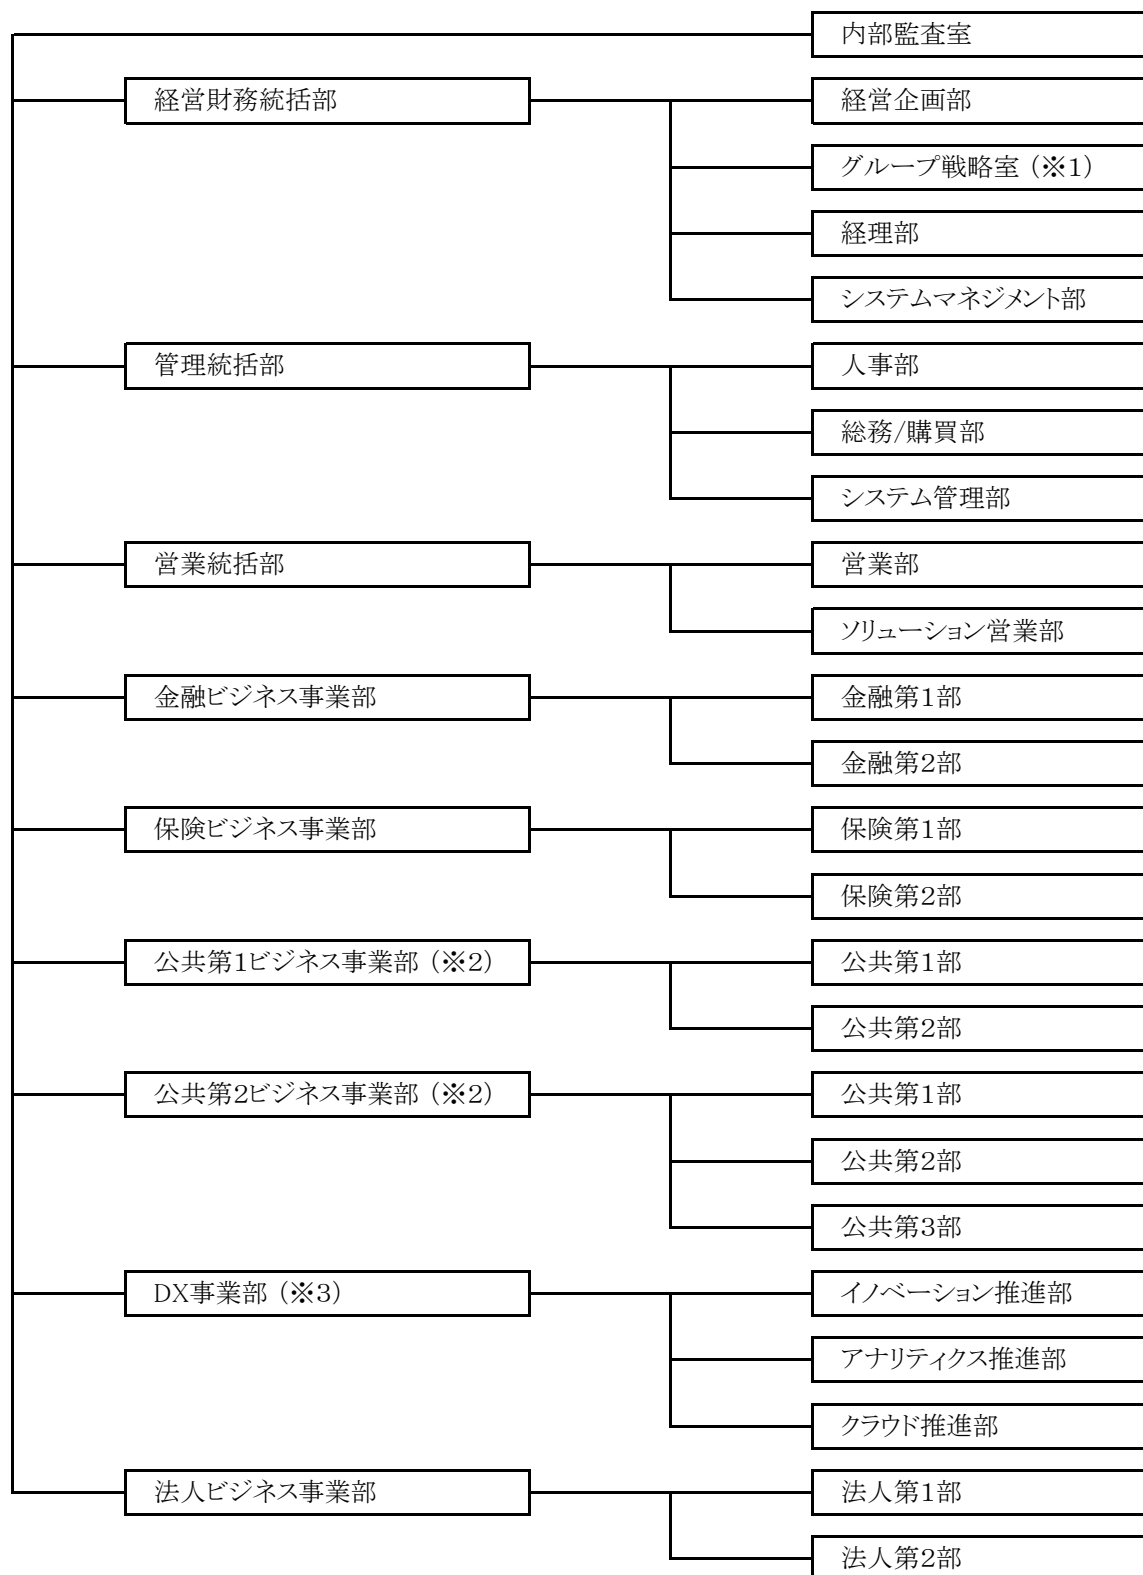 内部監査室
経営財務統括部
経営企画部
グループ戦略室（※1）
経理部
システムマネジメント部
管理統括部
人事部
総務/購買部
システム管理部
営業統括部
営業部
ソリューション営業部
金融ビジネス事業部
金融第1部
金融第2部
保険ビジネス事業部
保険第1部
保険第2部
公共第1ビジネス事業部（※2）
公共第1部
公共第2部
公共第2ビジネス事業部（※2）
公共第1部
公共第2部
公共第3部
DX事業部（※3）
イノベーション推進部
アナリティクス推進部
クラウド推進部
法人ビジネス事業部
法人第1部
法人第2部